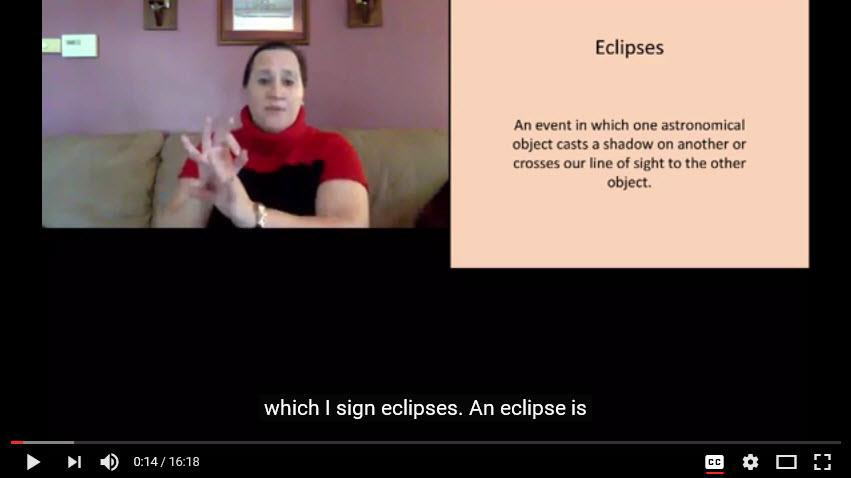 Eclipses
An event in which one astronomical
object casts a shadow on another or
crosses our line of sight to the other
object.
which I sign eclipses. An eclipse is
0:14 / 16:18
CC